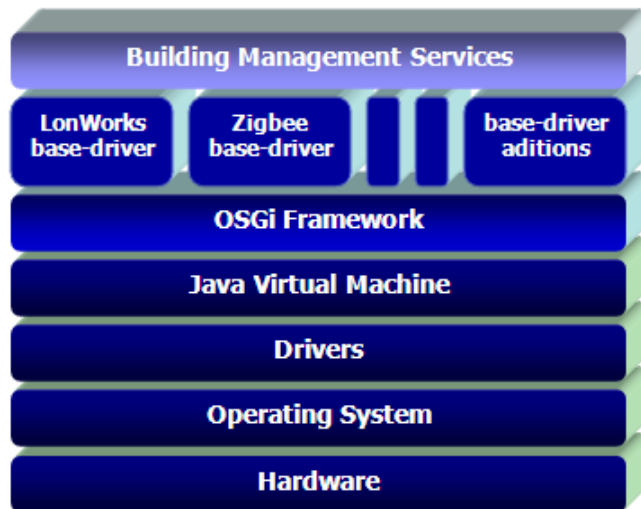 Building Management Services
LonWorks
base-driver
Zigbee
base-driver
base-driver
aditions
OSGi Framework
Java Virtual Machine
Drivers
Operating System
Hardware